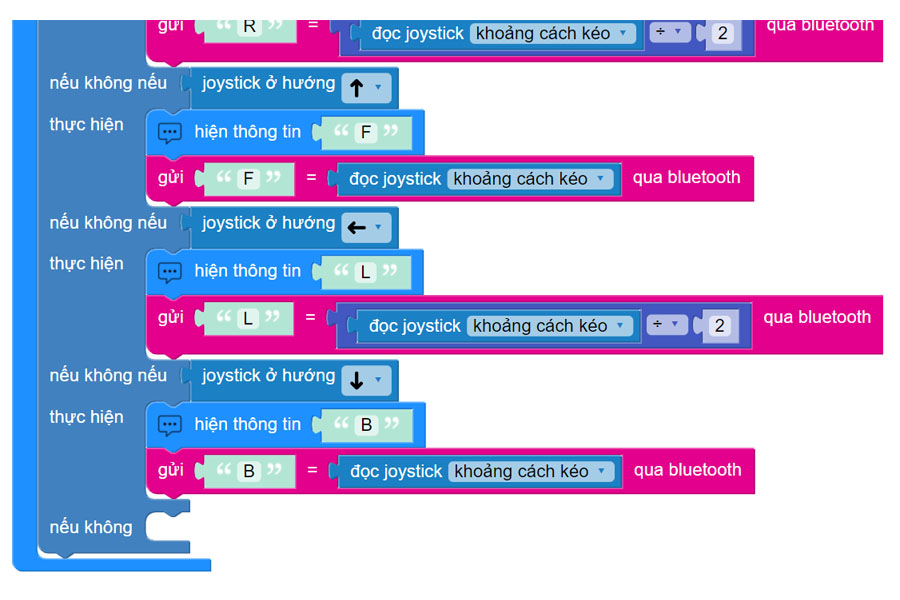 gửi “ R ” = đọc joystick khoảng cách kéo ÷ 2 qua bluetooth
nếu không nếu joystick ở hướng ↑
thực hiện hiện thông tin “ F ”
gửi “ F ” = đọc joystick khoảng cách kéo qua bluetooth
nếu không nếu joystick ở hướng ←
thực hiện hiện thông tin “ L ”
gửi “ L ” = đọc joystick khoảng cách kéo ÷ 2 qua bluetooth
nếu không nếu joystick ở hướng ↓
thực hiện hiện thông tin “ B ”
gửi “ B ” = đọc joystick khoảng cách kéo qua bluetooth
nếu không